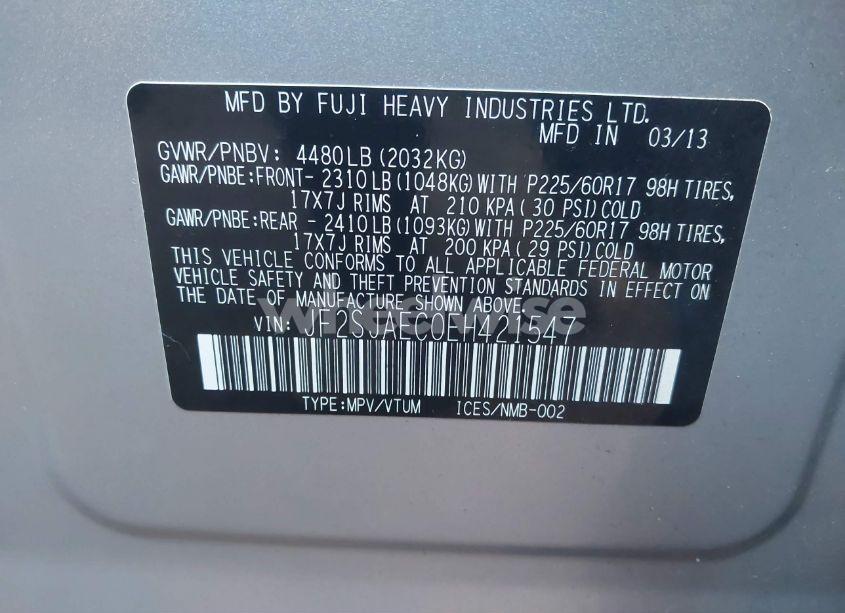 MFD BY FUJI HEAVY INDUSTRIES LTD.
MFD IN 03/13
GVWR/PNBV: 4480LB(2032KG)
GAWR/PNBE:FRONT- 2310LB(1048KG)WITH P225/60R17 98H TIRES,
17X7J RIMS AT 210 KPA(30 PSI)COLD
GAWR/PNBE:REAR - 2410LB(1093KG)WITH P225/60R17 98H TIRES,
17X7J RIMS AT 200 KPA(29 PSI)COLD
THIS VEHICLE CONFORMS TO ALL APPLICABLE FEDERAL MOTOR
VEHICLE SAFETY AND THEFT PREVENTION STANDARDS IN EFFECT ON
THE DATE OF MANUFACTURE SHOWN ABOVE.
VIN: JF2SJAEC0EH421547
TYPE:MPV/VTUM ICES/NMB-002